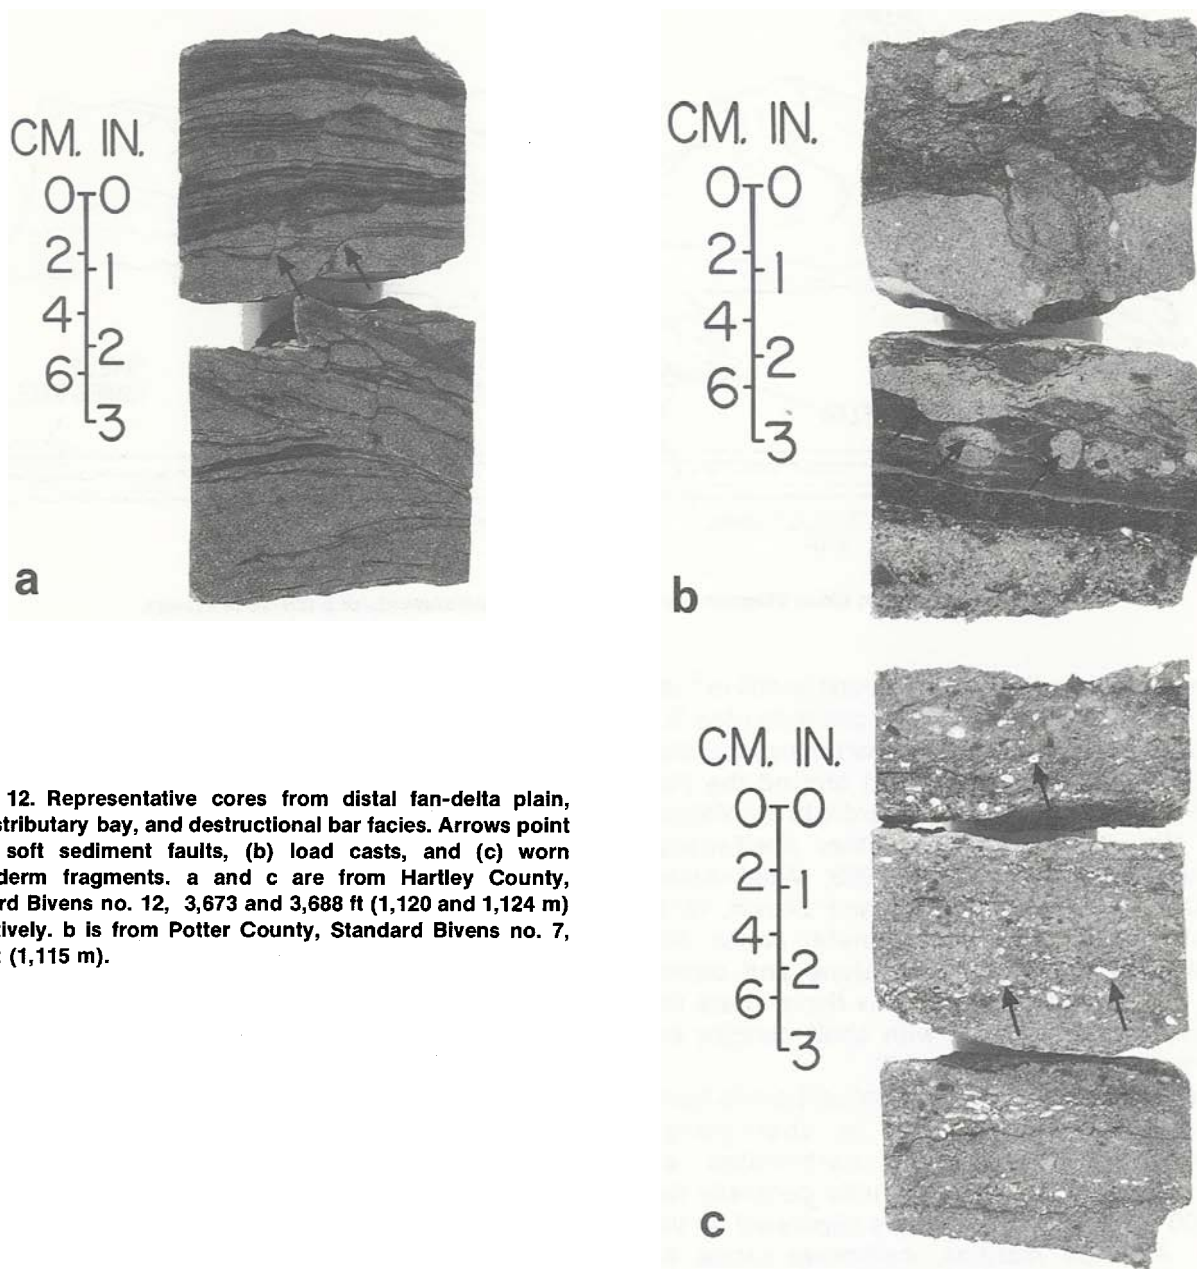 CM. IN.
0 0
2 1
4
6 2
3
a
CM. IN.
0 0
2 1
4
6 2
3
b
CM. IN.
0 0
2 1
4
6 2
3
c
12. Representative cores from distal fan-delta plain,
stributary bay, and destructional bar facies. Arrows point
soft sediment faults, (b) load casts, and (c) worn
derm fragments. a and c are from Hartley County,
rd Bivens no. 12, 3,673 and 3,688 ft (1,120 and 1,124 m)
tively. b is from Potter County, Standard Bivens no. 7,
(1,115 m).